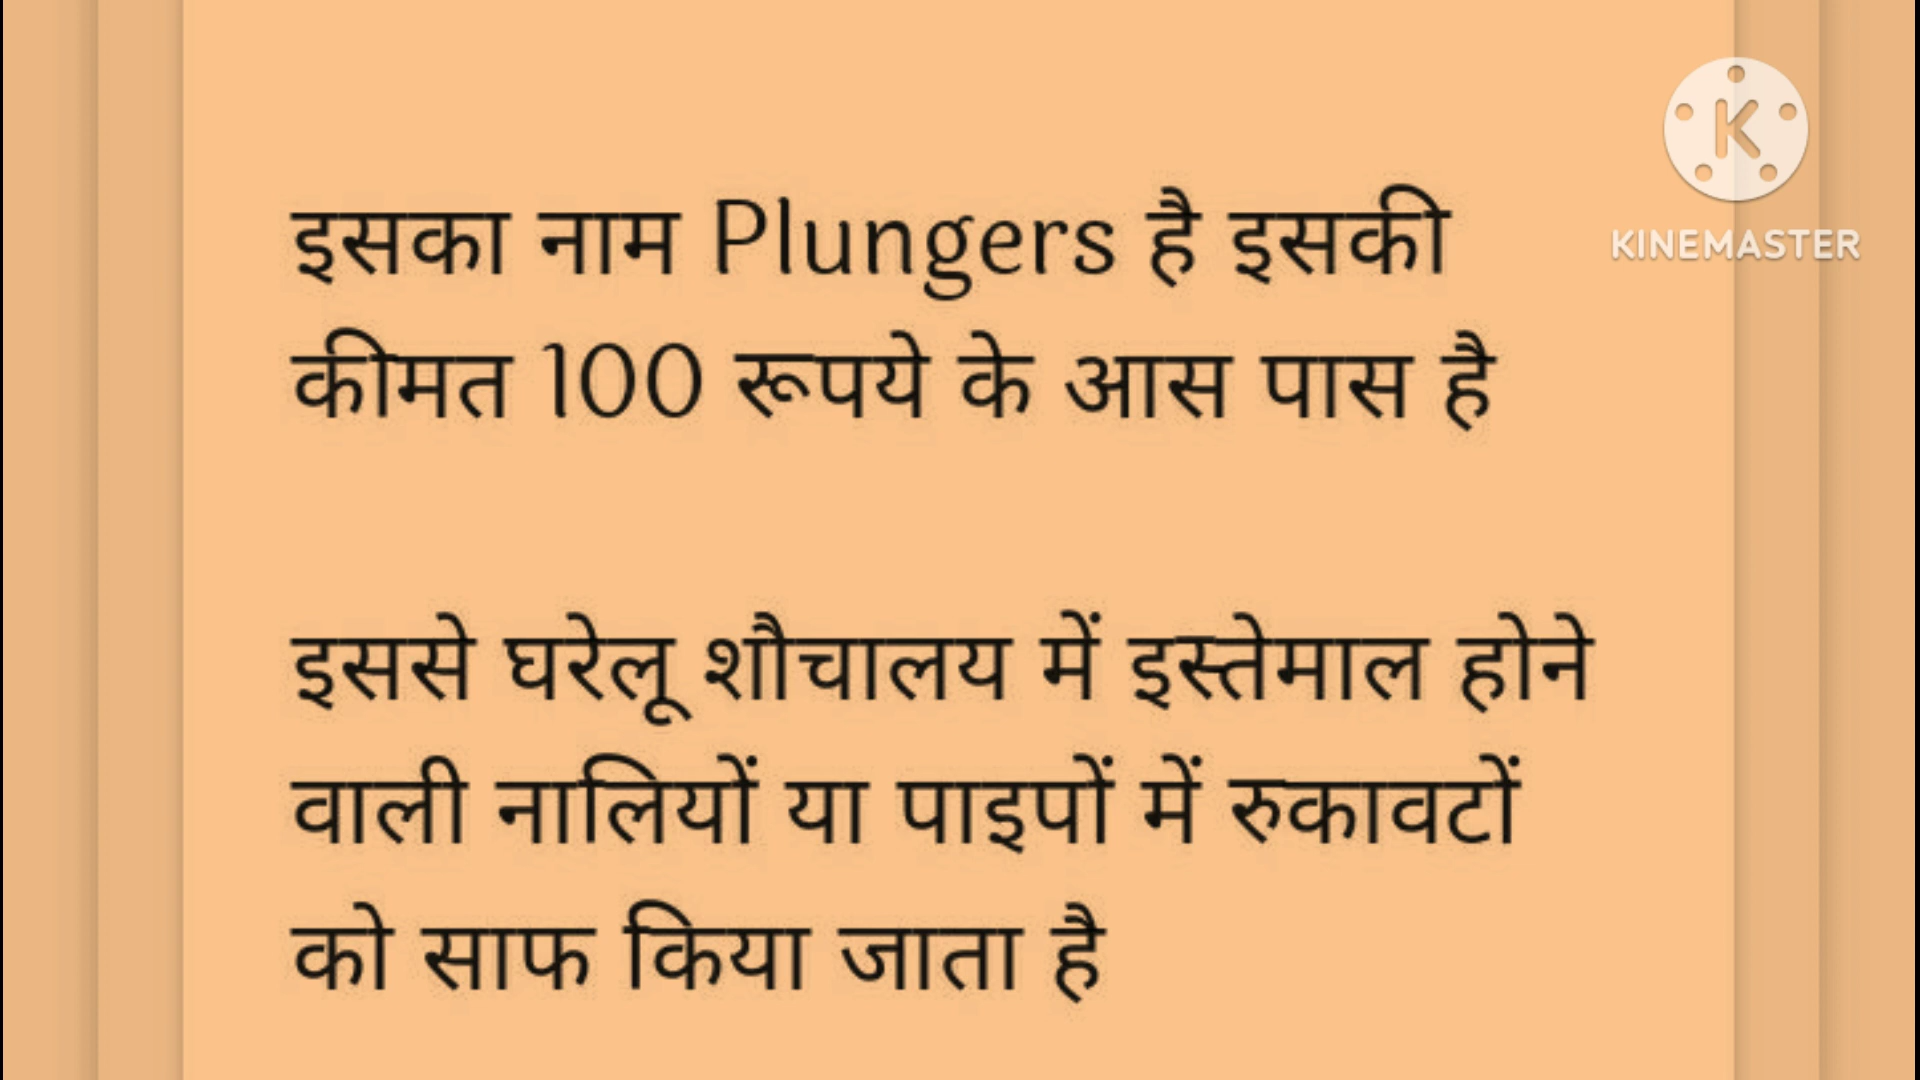 इसका नाम Plungers है इसकी
कीमत 100 रूपये के आस पास है
इससे घरेलू शौचालय में इस्तेमाल होने
वाली नालियों या पाइपों में रुकावटों
को साफ किया जाता है
K
KINEMASTER